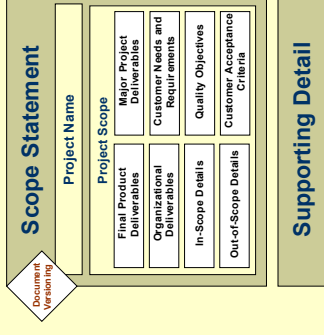 Document
Versioning
Scope Statement
Project Name
Project Scope
Final Product
Deliverables
Major Project
Deliverables
Organizational
Deliverables
Customer Needs and
Requirements
In-Scope Details
Quality Objectives
Out-of-Scope Details
Customer Acceptance
Criteria
Supporting Detail